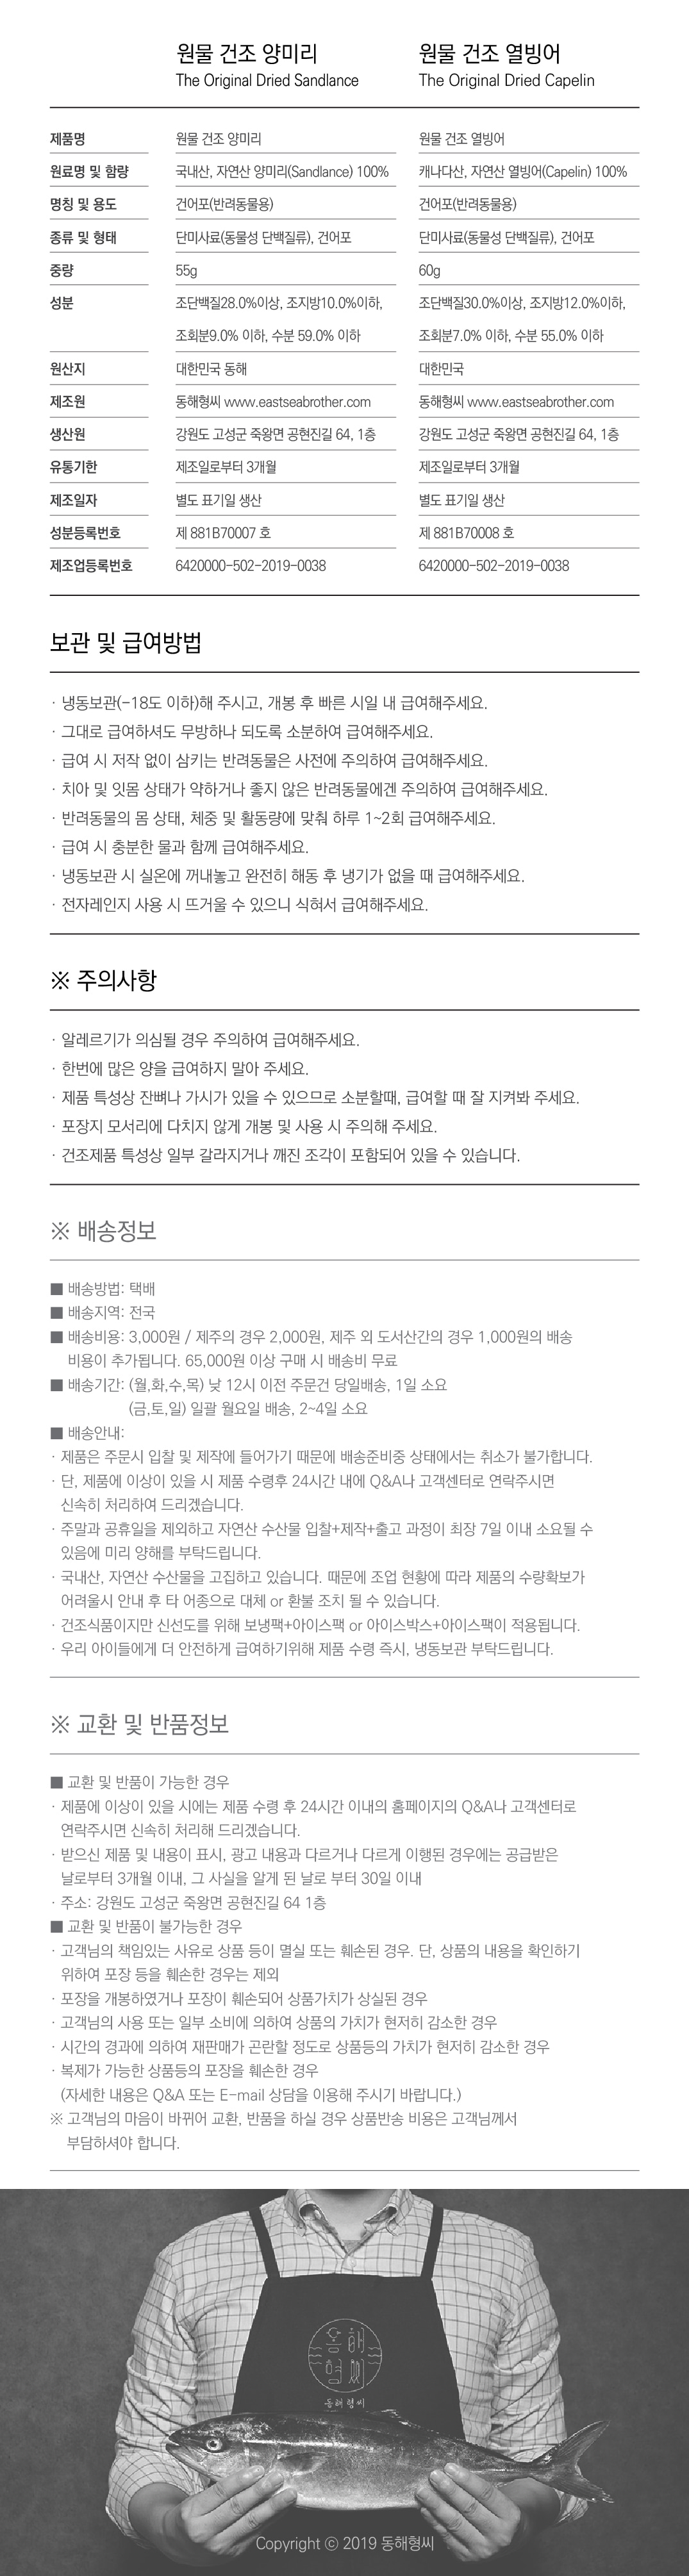 원물 건조 양미리 원물 건조 열빙어
The Original Dried Sandlance The Original Dried Capelin
제품명 원물 건조 양미리 원물 건조 열빙어
원료명 및 함량 국내산, 자연산 양미리(Sandlance) 100% 캐나다산, 자연산 열빙어(Capelin) 100%
명칭 및 용도 건어포(반려동물용) 건어포(반려동물용)
종류 및 형태 단미사료(동물성 단백질류), 건어포 단미사료(동물성 단백질류), 건어포
중량 55g 60g
성분 조단백질28.0%이상, 조지방10.0%이하, 조단백질30.0%이상, 조지방12.0%이하,
조회분9.0% 이하, 수분 59.0% 이하 조회분7.0% 이하, 수분 55.0% 이하
원산지 대한민국 동해 대한민국
제조원 동해형씨 www.eastseabrother.com 동해형씨 www.eastseabrother.com
생산원 강원도 고성군 죽왕면 공현진길 64, 1층 강원도 고성군 죽왕면 공현진길 64, 1층
유통기한 제조일로부터 3개월 제조일로부터 3개월
제조일자 별도 표기일 생산 별도 표기일 생산
성분등록번호 제 881B70007 호 제 881B70008 호
제조업등록번호 6420000-502-2019-0038 6420000-502-2019-0038
보관 및 급여방법
· 냉동보관(-18도 이하)해 주시고, 개봉 후 빠른 시일 내 급여해주세요.
· 그대로 급여하셔도 무방하나 되도록 소분하여 급여해주세요.
· 급여 시 저작 없이 삼키는 반려동물은 사전에 주의하여 급여해주세요.
· 치아 및 잇몸 상태가 약하거나 좋지 않은 반려동물에겐 주의하여 급여해주세요.
· 반려동물의 몸 상태, 체중 및 활동량에 맞춰 하루 1~2회 급여해주세요.
· 급여 시 충분한 물과 함께 급여해주세요.
· 냉동보관 시 실온에 꺼내놓고 완전히 해동 후 냉기가 없을 때 급여해주세요.
· 전자레인지 사용 시 뜨거울 수 있으니 식혀서 급여해주세요.
※ 주의사항
· 알레르기가 의심될 경우 주의하여 급여해주세요.
· 한번에 많은 양을 급여하지 말아 주세요.
· 제품 특성상 잔뼈나 가시가 있을 수 있으므로 소분할때, 급여할 때 잘 지켜봐 주세요.
· 포장지 모서리에 다치지 않게 개봉 및 사용 시 주의해 주세요.
· 건조제품 특성상 일부 갈라지거나 깨진 조각이 포함되어 있을 수 있습니다.
※ 배송정보
■ 배송방법: 택배
■ 배송지역: 전국
■ 배송비용: 3,000원 / 제주의 경우 2,000원, 제주 외 도서산간의 경우 1,000원의 배송
비용이 추가됩니다. 65,000원 이상 구매 시 배송비 무료
■ 배송기간: (월,화,수,목) 낮 12시 이전 주문건 당일배송, 1일 소요
(금,토,일) 일괄 월요일 배송, 2~4일 소요
■ 배송안내:
· 제품은 주문시 입찰 및 제작에 들어가기 때문에 배송준비중 상태에서는 취소가 불가합니다.
· 단, 제품에 이상이 있을 시 제품 수령후 24시간 내에 Q&A나 고객센터로 연락주시면
신속히 처리하여 드리겠습니다.
· 주말과 공휴일을 제외하고 자연산 수산물 입찰+제작+출고 과정이 최장 7일 이내 소요될 수
있음에 미리 양해를 부탁드립니다.
· 국내산, 자연산 수산물을 고집하고 있습니다. 때문에 조업 현황에 따라 제품의 수량확보가
어려울시 안내 후 타 어종으로 대체 or 환불 조치 될 수 있습니다.
· 건조식품이지만 신선도를 위해 보냉팩+아이스팩 or 아이스박스+아이스팩이 적용됩니다.
· 우리 아이들에게 더 안전하게 급여하기위해 제품 수령 즉시, 냉동보관 부탁드립니다.
※ 교환 및 반품정보
■ 교환 및 반품이 가능한 경우
· 제품에 이상이 있을 시에는 제품 수령 후 24시간 이내의 홈페이지의 Q&A나 고객센터로
연락주시면 신속히 처리해 드리겠습니다.
· 받으신 제품 및 내용이 표시, 광고 내용과 다르거나 다르게 이행된 경우에는 공급받은
날로부터 3개월 이내, 그 사실을 알게 된 날로 부터 30일 이내
· 주소: 강원도 고성군 죽왕면 공현진길 64 1층
■ 교환 및 반품이 불가능한 경우
· 고객님의 책임있는 사유로 상품 등이 멸실 또는 훼손된 경우. 단, 상품의 내용을 확인하기
위하여 포장 등을 훼손한 경우는 제외
· 포장을 개봉하였거나 포장이 훼손되어 상품가치가 상실된 경우
· 고객님의 사용 또는 일부 소비에 의하여 상품의 가치가 현저히 감소한 경우
· 시간의 경과에 의하여 재판매가 곤란할 정도로 상품등의 가치가 현저히 감소한 경우
· 복제가 가능한 상품등의 포장을 훼손한 경우
(자세한 내용은 Q&A 또는 E-mail 상담을 이용해 주시기 바랍니다.)
※ 고객님의 마음이 바뀌어 교환, 반품을 하실 경우 상품반송 비용은 고객님께서
부담하셔야 합니다.
동해
형씨
동해형씨
Copyright ⓒ 2019 동해형씨